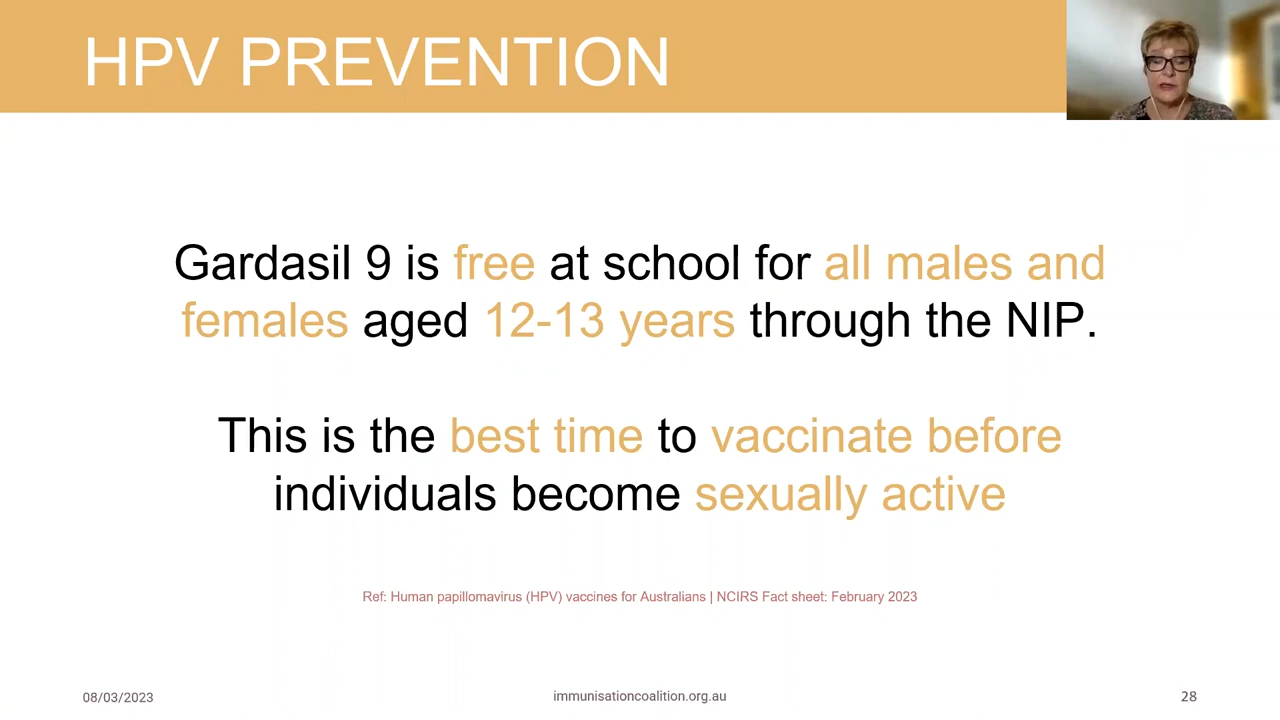 HPV PREVENTION
Gardasil 9 is free at school for all males and
females aged 12-13 years through the NIP.
This is the best time to vaccinate before
individuals become sexually active
Ref: Human papillomavirus (HPV) vaccines for Australians | NCIRS Fact sheet: February 2023
08/03/2023
immunisationcoalition.org.au
28